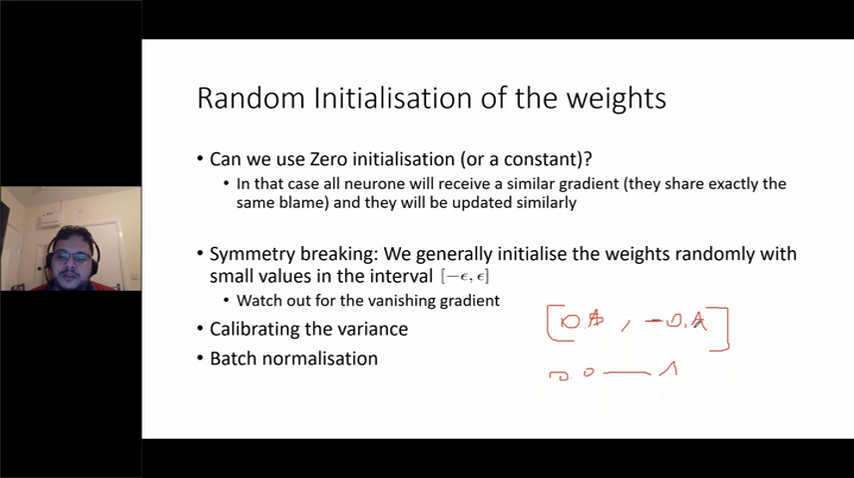 Random Initialisation of the weights
• Can we use Zero initialisation (or a constant)?
• In that case all neurone will receive a similar gradient (they share exactly the
same blame) and they will be updated similarly
• Symmetry breaking: We generally initialise the weights randomly with
small values in the interval [−ϵ, ϵ]
• Watch out for the vanishing gradient
• Calibrating the variance
• Batch normalisation